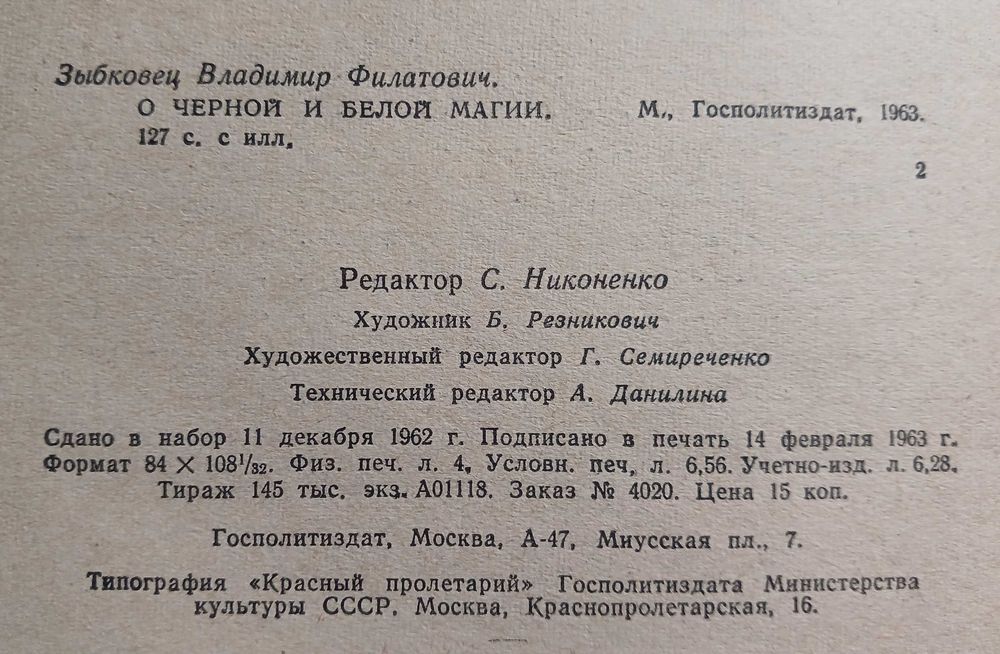 Зыбковец Владимир Филатович.
О ЧЕРНОЙ И БЕЛОЙ МАГИИ. М., Госполитиздат, 1963.
127 с. с илл.
2
Редактор С. Никоненко
Художник Б. Резникович
Художественный редактор Г. Семиреченко
Технический редактор А. Данилина
Сдано в набор 11 декабря 1962 г. Подписано в печать 14 февраля 1963 г.
Формат 84 × 108¹/₃₂. Физ. печ. л. 4, Условн. печ, л. 6,56. Учетно-изд. л. 6,28.
Тираж 145 тыс. экз. А01118. Заказ № 4020. Цена 15 коп.
Госполитиздат, Москва, А-47, Миусская пл., 7.
Типография «Красный пролетарий» Госполитиздата Министерства
культуры СССР. Москва, Краснопролетарская, 16.